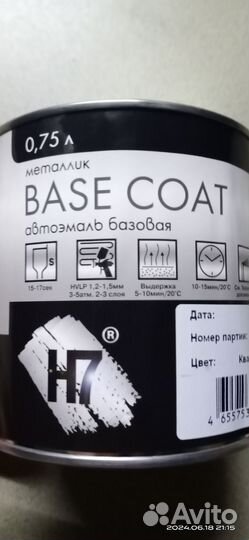 0,75 л
металлик
BASE COAT
автоэмаль базовая
S
15-17сек
HVLP 1,2-1,5мм
3-5атм. 2-3 слоя
Выдержка
5-10мин/20°C
10-15мин/20°C
H7®
Дата:
Номер партии:
Цвет:
4 655753
Avito
2024.06.18 21:15